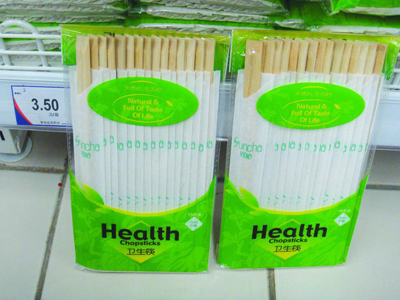 3.50
Natural &
Full Of Taste
Of Life
Health
Chopsticks
卫生筷
Natural &
Full Of Taste
Of Life
Health
Chopsticks
卫生筷